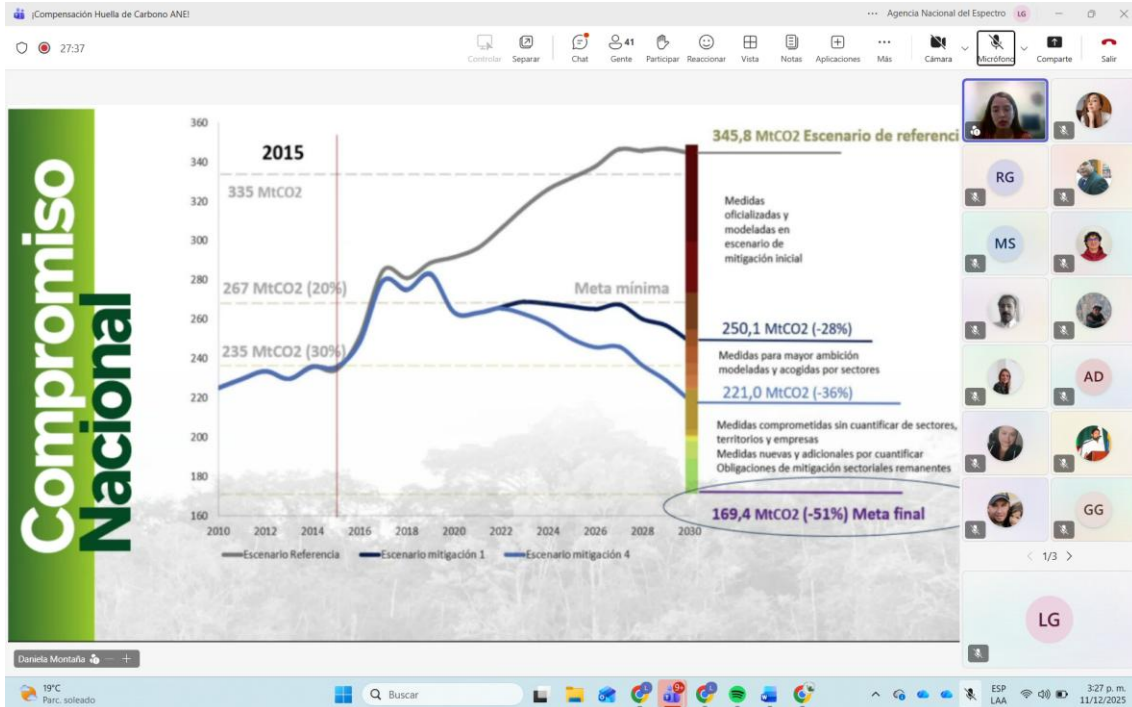 ¡Compensación Huella de Carbono ANE!
Agencia Nacional del Espectro
LG
27:37
Controlar
Separar
Chat
41
Gente
Participar
Reaccionar
Vista
Notas
Aplicaciones
Más
Cámara
Micrófono
Comparte
Salir
Compromiso
Nacional
360
340
320
300
280
260
240
220
200
180
160
2015
335 MtCO2
267 MtCO2 (20%)
235 MtCO2 (30%)
Meta mínima
2010 2012 2014 2016 2018 2020 2022 2024 2026 2028 2030
Escenario Referencia
Escenario mitigación 1
Escenario mitigación 4
345,8 MtCO2 Escenario de referenci
Medidas
oficializadas y
modeladas en
escenario de
mitigación inicial
250,1 MtCO2 (-28%)
Medidas para mayor ambición
modeladas y acogidas por sectores
221,0 MtCO2 (-36%)
Medidas comprometidas sin cuantificar de sectores,
territorios y empresas
Medidas nuevas y adicionales por cuantificar
Obligaciones de mitigación sectoriales remanentes
169,4 MtCO2 (-51%) Meta final
RG
MS
AD
GG
1/3
LG
Daniela Montaña
19°C
Parc. soleado
Buscar
9+
ESP
LAA
3:27 p. m.
11/12/2025